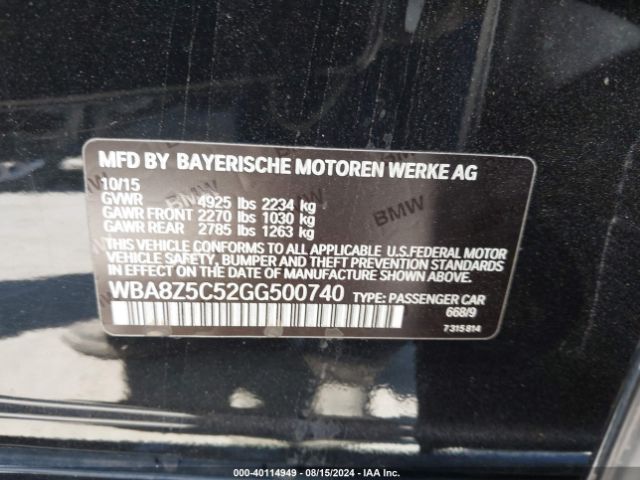 MFD BY BAYERISCHE MOTOREN WERKE AG
10/15
GVWR 4925 lbs 2234 kg
GAWR FRONT 2270 lbs 1030 kg
GAWR REAR 2785 lbs 1263 kg
THIS VEHICLE CONFORMS TO ALL APPLICABLE U.S.FEDERAL MOTOR
VEHICLE SAFETY, BUMPER AND THEFT PREVENTION STANDARDS
IN EFFECT ON THE DATE OF MANUFACTURE SHOWN ABOVE.
WBA8Z5C52GG500740 TYPE: PASSENGER CAR
668/9
7315814
BMW
BMW
BMW
000-40114949 - 08/15/2024 - IAA Inc.